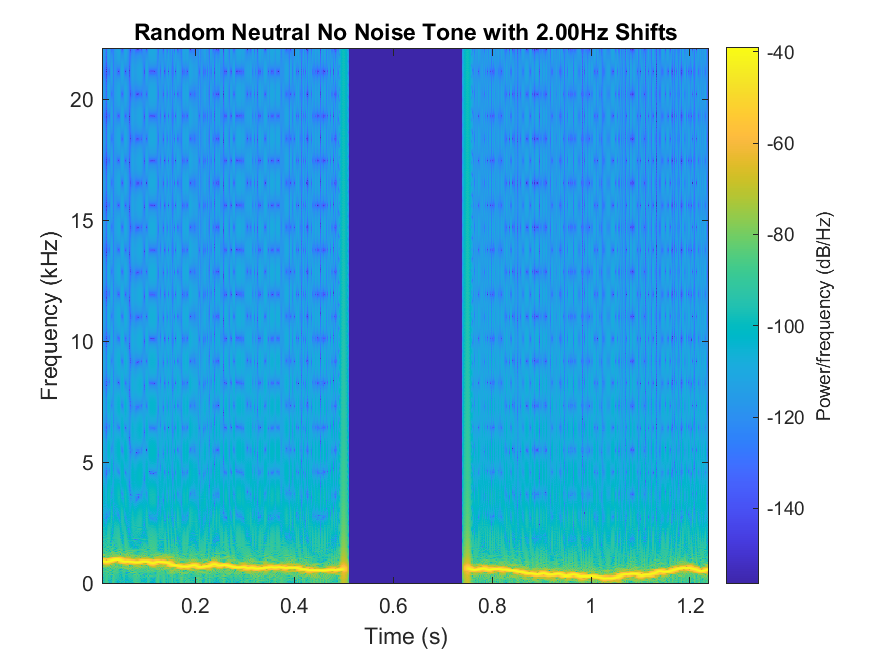 Random Neutral No Noise Tone with 2.00Hz Shifts
Frequency (kHz)
20
15
10
5
0
0.2 0.4 0.6 0.8 1 1.2
Time (s)
-40
-60
-80
-100
-120
-140
Power/frequency (dB/Hz)